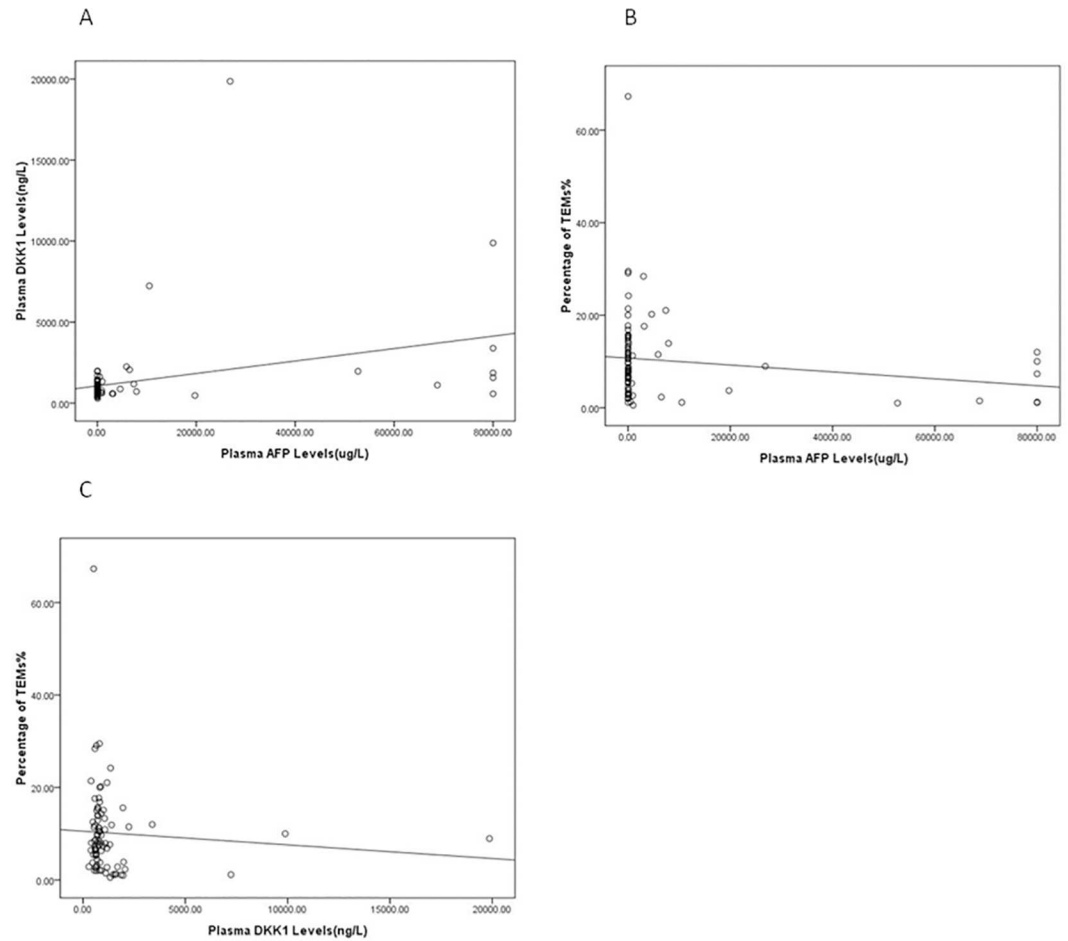 A
20000.00
15000.00
10000.00
5000.00
0.00
Plasma DKK1 Levels(ng/L)
0.00 20000.00 40000.00 60000.00 80000.00
Plasma AFP Levels(ug/L)
B
60.00
40.00
20.00
0.00
Percentage of TEMs%
0.00 20000.00 40000.00 60000.00 80000.00
Plasma AFP Levels(ug/L)
C
60.00
40.00
20.00
0.00
Percentage of TEMs%
0.00 5000.00 10000.00 15000.00 20000.00
Plasma DKK1 Levels(ng/L)